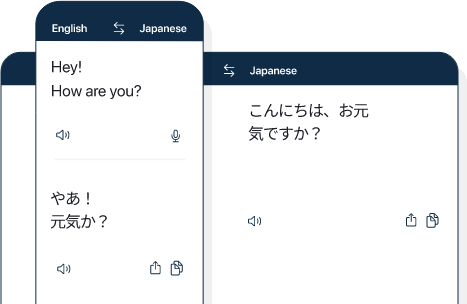 English
Japanese
Hey!
How are you?
やあ！
元気か？
Japanese
こんにちは、お元
気ですか？